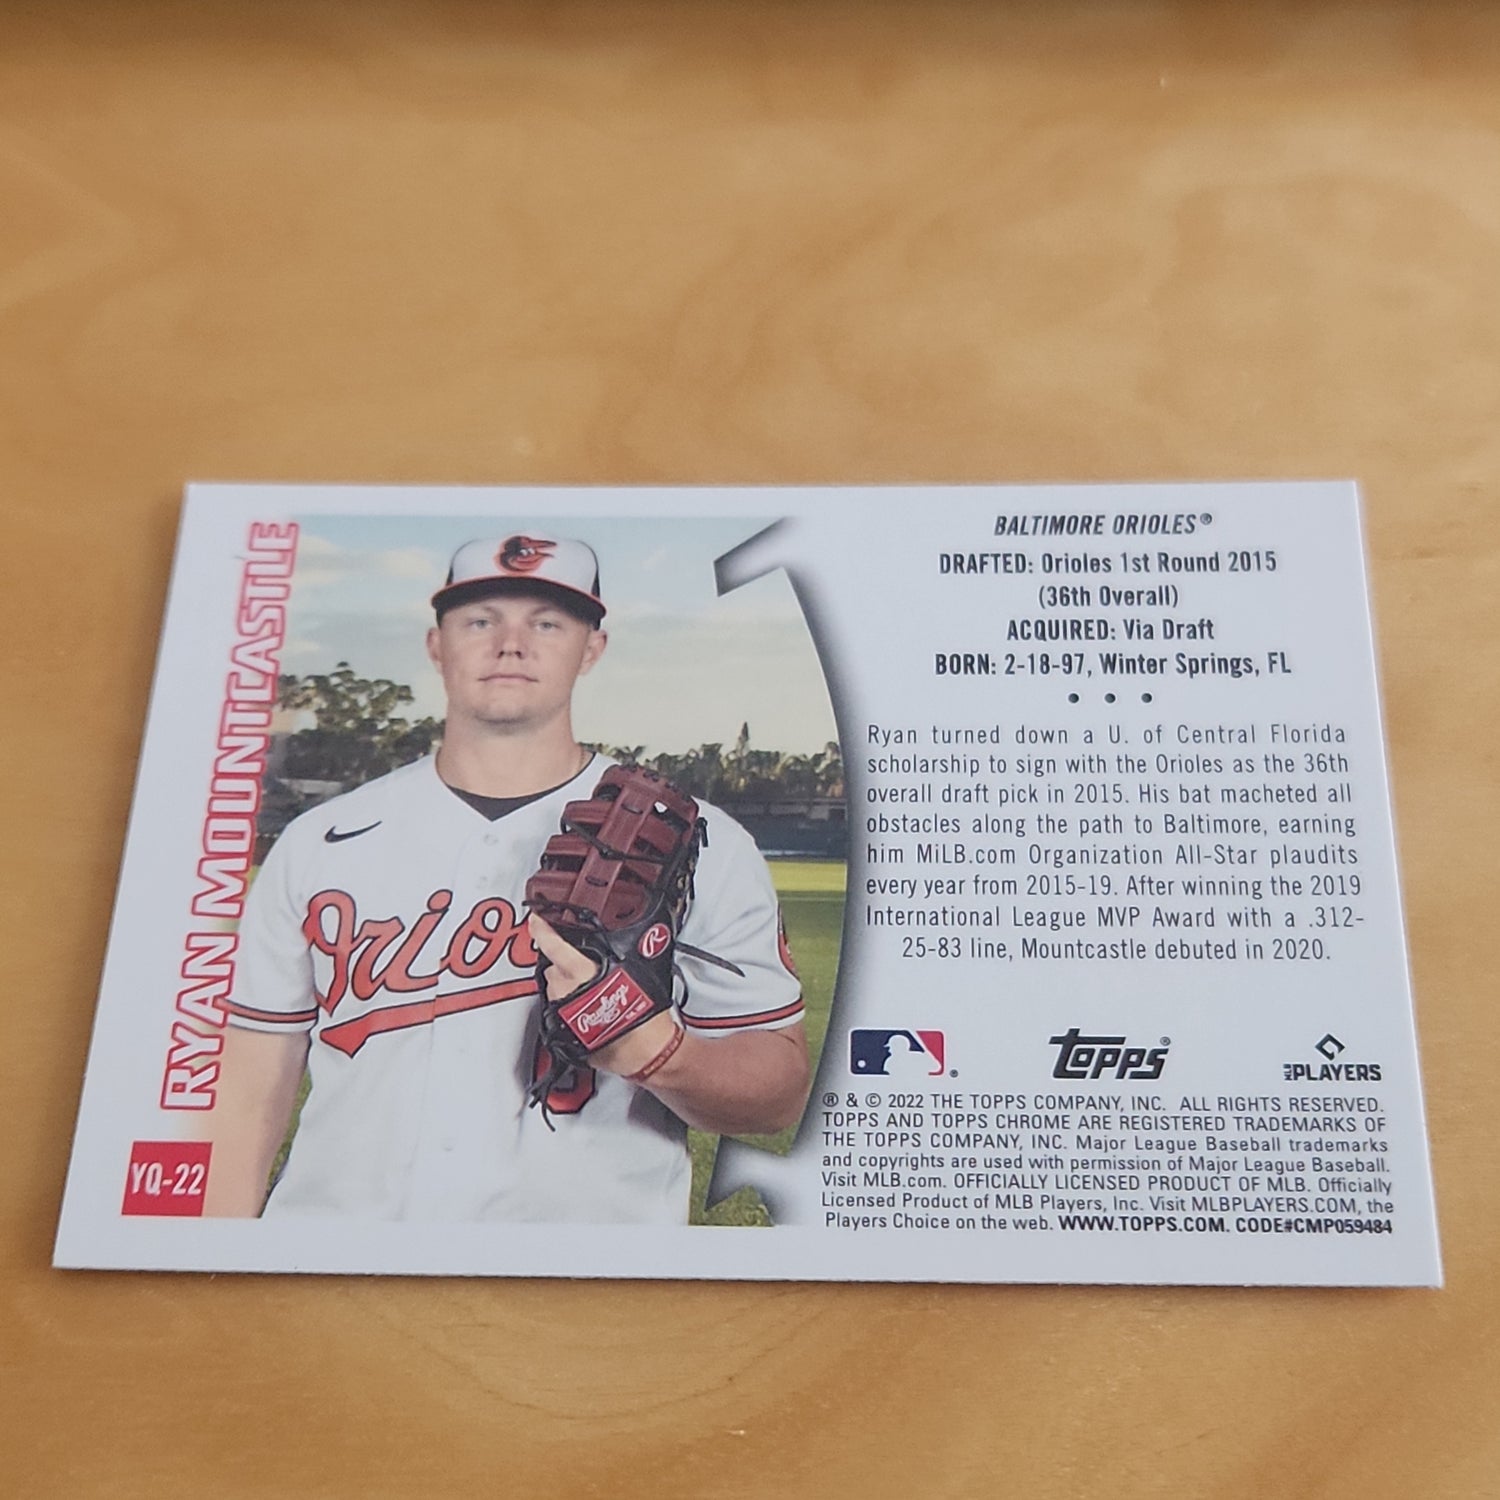 RYAN MOUNTCASTLE
YQ-22
Orio
Rawlings
R
BALTIMORE ORIOLES®
DRAFTED: Orioles 1st Round 2015
(36th Overall)
ACQUIRED: Via Draft
BORN: 2-18-97, Winter Springs, FL
• • •
Ryan turned down a U. of Central Florida
scholarship to sign with the Orioles as the 36th
overall draft pick in 2015. His bat macheted all
obstacles along the path to Baltimore, earning
him MiLB.com Organization All-Star plaudits
every year from 2015-19. After winning the 2019
International League MVP Award with a .312-
25-83 line, Mountcastle debuted in 2020.
®
Topps®
MLB PLAYERS
® & © 2022 THE TOPPS COMPANY, INC. ALL RIGHTS RESERVED.
TOPPS AND TOPPS CHROME ARE REGISTERED TRADEMARKS OF
THE TOPPS COMPANY, INC. Major League Baseball trademarks
and copyrights are used with permission of Major League Baseball.
Visit MLB.com. OFFICIALLY LICENSED PRODUCT OF MLB. Officially
Licensed Product of MLB Players, Inc. Visit MLBPLAYERS.COM, the
Players Choice on the web. WWW.TOPPS.COM. CODE#CMP059484